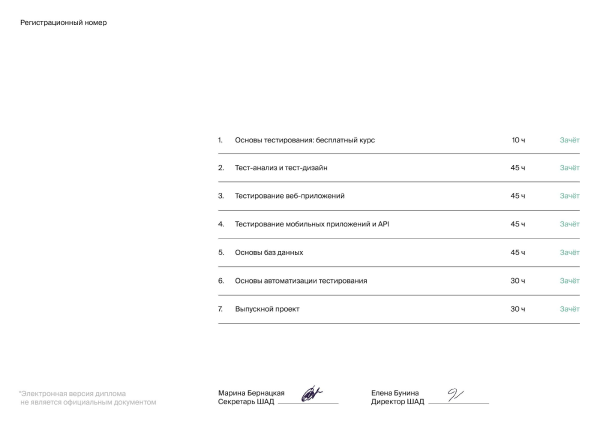 Регистрационный номер
1. Основы тестирования: бесплатный курс 10 ч Зачёт
2. Тест-анализ и тест-дизайн 45 ч Зачёт
3. Тестирование веб-приложений 45 ч Зачёт
4. Тестирование мобильных приложений и API 45 ч Зачёт
5. Основы баз данных 45 ч Зачёт
6. Основы автоматизации тестирования 30 ч Зачёт
7. Выпускной проект 30 ч Зачёт
*Электронная версия диплома
не является официальным документом
Марина Бернацкая
Секретарь ШАД
Елена Бунина
Директор ШАД